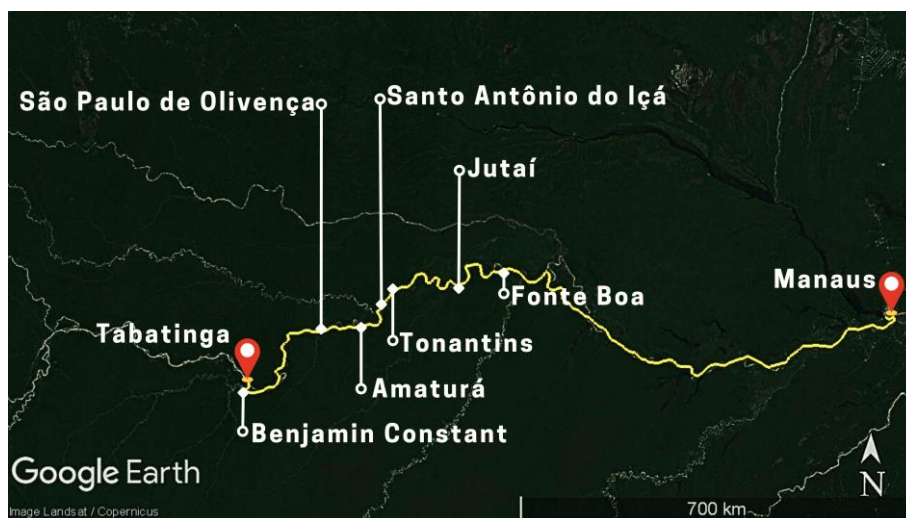 São Paulo de Olivença
Santo Antônio do Içá
Jutaí
Manaus
Fonte Boa
Tabatinga
Tonantins
Amaturá
Benjamin Constant
Google Earth
N
Image Landsat / Copernicus
700 km